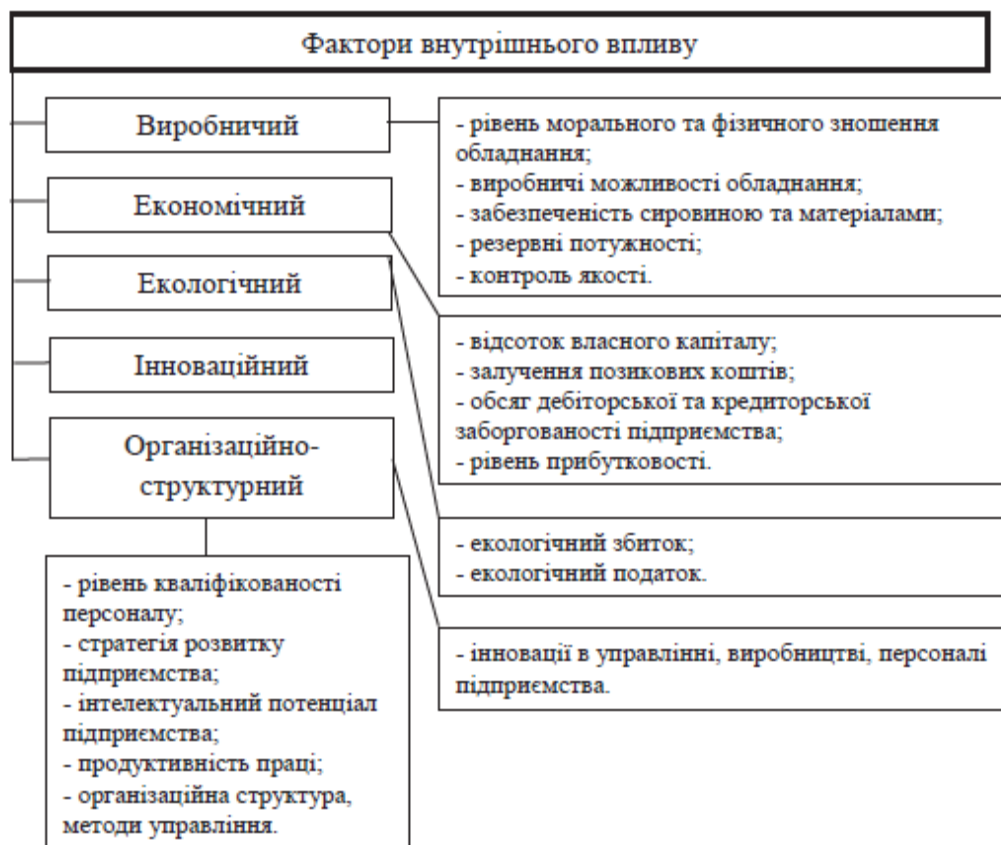 Фактори внутрішнього впливу
Виробничий
- рівень морального та фізичного зношення
обладнання;
- виробничі можливості обладнання;
- забезпеченість сировиною та матеріалами;
- резервні потужності;
- контроль якості.
Економічний
- відсоток власного капіталу;
- залучення позикових коштів;
- обсяг дебіторської та кредиторської
заборгованості підприємства;
- рівень прибутковості.
Екологічний
- екологічний збиток;
- екологічний податок.
Інноваційний
- інновації в управлінні, виробництві, персоналі
підприємства.
Організаційно-
структурний
- рівень кваліфікованості
персоналу;
- стратегія розвитку
підприємства;
- інтелектуальний потенціал
підприємства;
- продуктивність праці;
- організаційна структура,
методи управління.